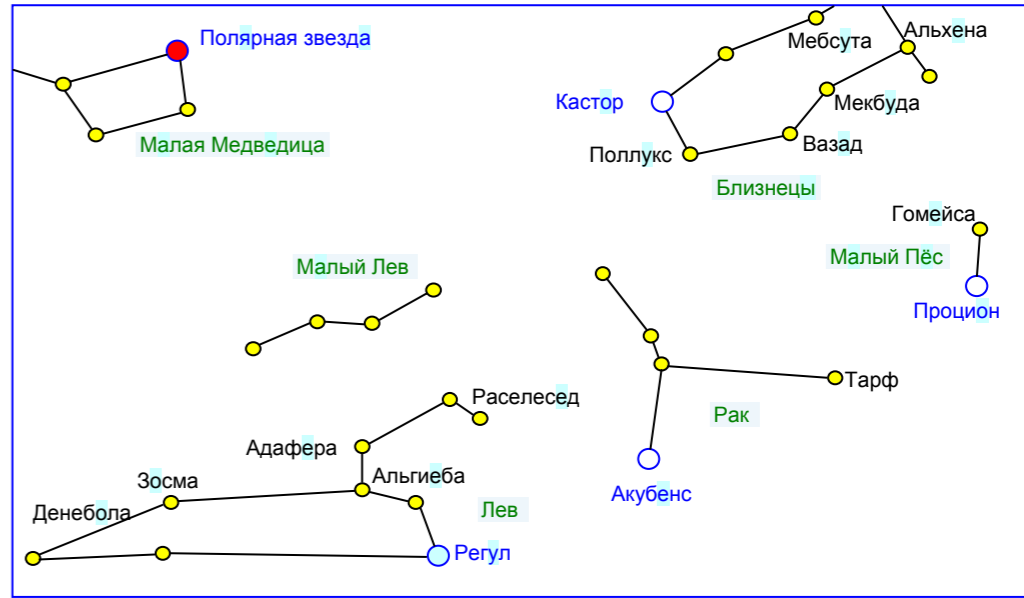 Полярная звезда
Альхена
Мебсута
Кастор
Мекбуда
Малая Медведица
Вазад
Поллукс
Близнецы
Гомейса
Малый Пёс
Малый Лев
Процион
Тарф
Раселесед
Рак
Адафера
Альгиеба
Зосма
Акубенс
Денебола
Лев
Регул